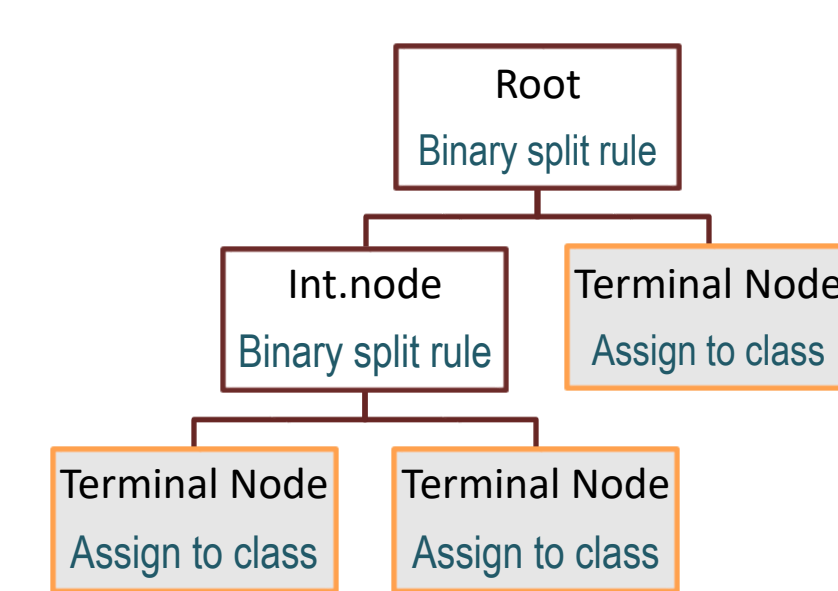 Root
Binary split rule
Int.node
Binary split rule
Terminal Node
Assign to class
Terminal Node
Assign to class
Terminal Node
Assign to class